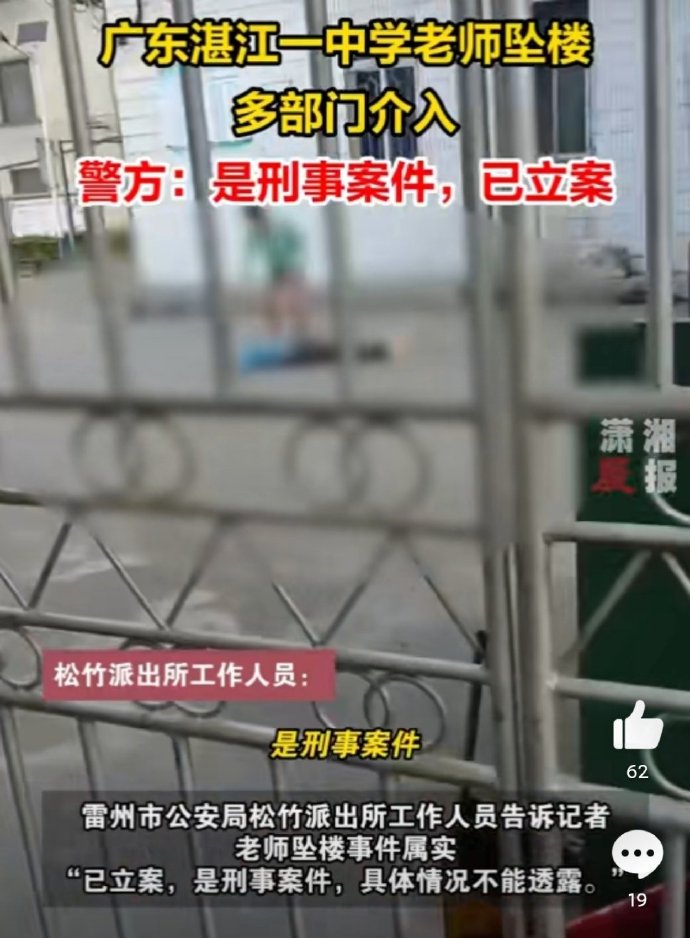 广东湛江一中学老师坠楼
多部门介入
警方：是刑事案件，已立案
潇湘
晨报
松竹派出所工作人员：
是刑事案件
62
雷州市公安局松竹派出所工作人员告诉记者
老师坠楼事件属实
“已立案，是刑事案件，具体情况不能透露。”
19